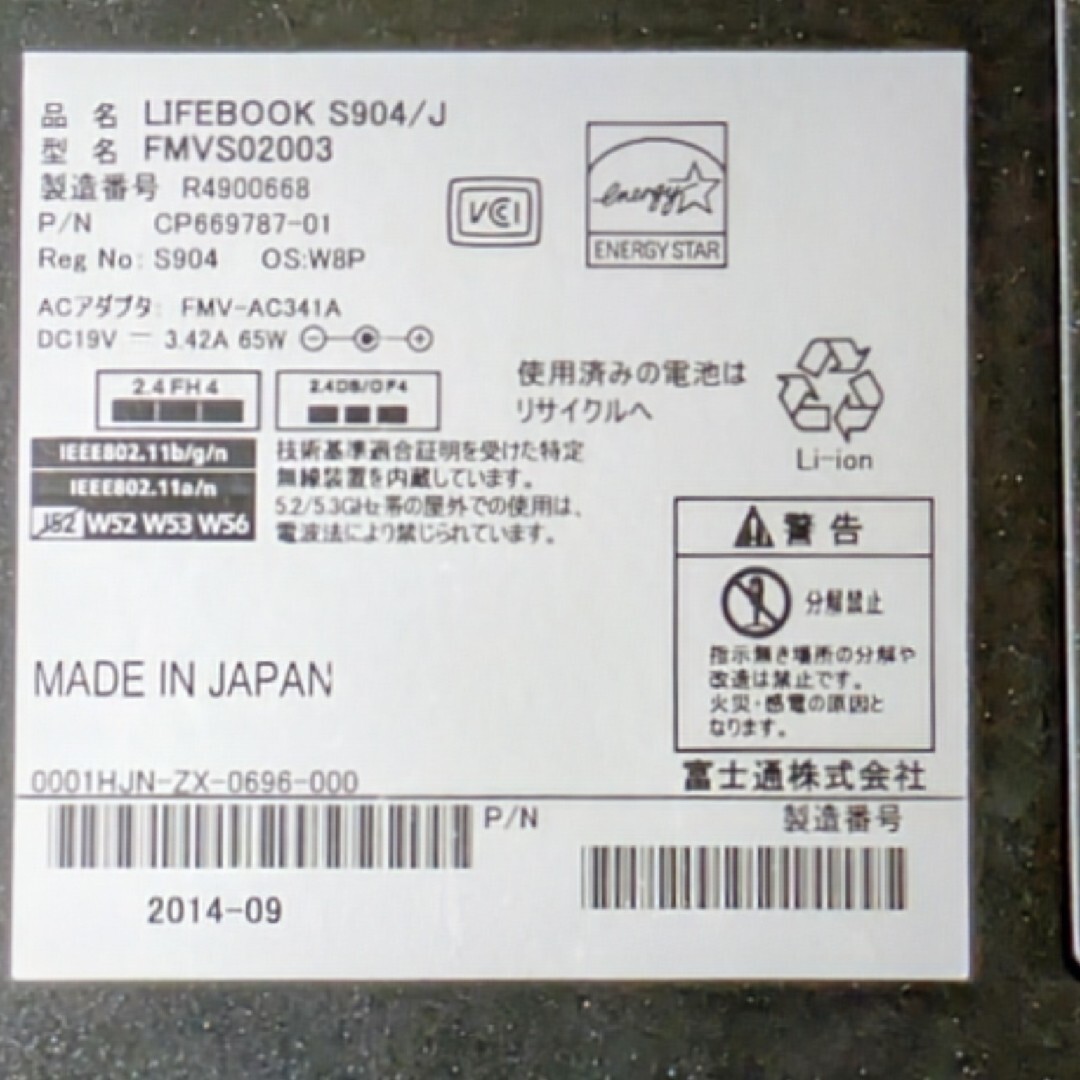 品名 LIFEBOOK S904/J
型名 FMVS02003
製造番号 R4900668
P/N CP669787-01
Reg No: S904 OS:W8P
VCCI
energy
ENERGY STAR
ACアダプタ: FMV-AC341A
DC19V ⎓ 3.42A 65W
2.4FH4
2.4DS/OF4
使用済みの電池は
リサイクルへ
Li-ion
IEEE802.11b/g/n
IEEE802.11a/n
J52 W52 W53 W56
技術基準適合証明を受けた特定
無線装置を内蔵しています。
5.2/5.3GHz帯の屋外での使用は、
電波法により禁じられています。
警告
分解禁止
指示無き場所の分解や
改造は禁止です。
火災・感電の原因と
なります。
MADE IN JAPAN
0001HJN-ZX-0696-000
富士通株式会社
P/N
製造番号
2014-09